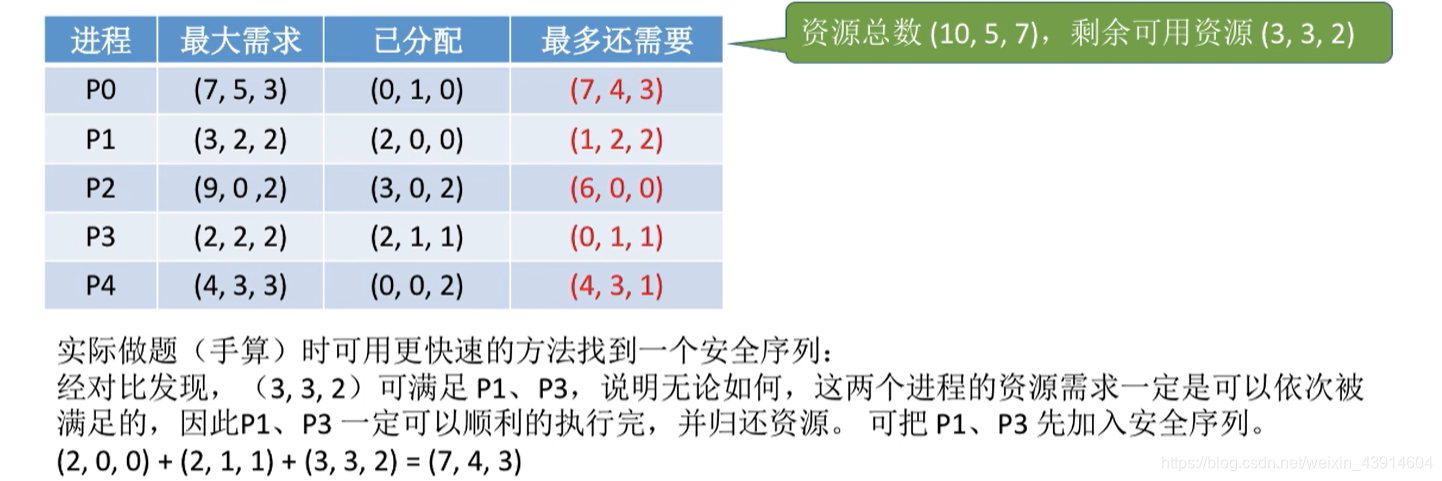 进程 最大需求 已分配 最多还需要
资源总数 (10, 5, 7)，剩余可用资源 (3, 3, 2)
P0 (7, 5, 3) (0, 1, 0) (7, 4, 3)
P1 (3, 2, 2) (2, 0, 0) (1, 2, 2)
P2 (9, 0 ,2) (3, 0, 2) (6, 0, 0)
P3 (2, 2, 2) (2, 1, 1) (0, 1, 1)
P4 (4, 3, 3) (0, 0, 2) (4, 3, 1)
实际做题（手算）时可用更快速的方法找到一个安全序列：
经对比发现，（3, 3, 2）可满足 P1、P3，说明无论如何，这两个进程的资源需求一定是可以依次被
满足的，因此P1、P3 一定可以顺利的执行完，并归还资源。 可把 P1、P3 先加入安全序列。
(2, 0, 0) + (2, 1, 1) + (3, 3, 2) = (7, 4, 3)
https://blog.csdn.net/weixin_43914604